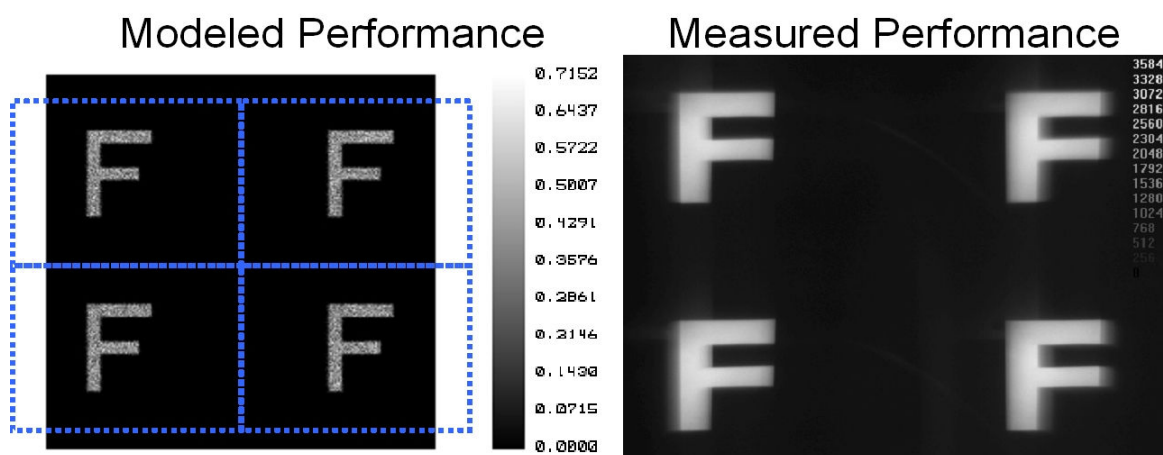 Modeled Performance
Measured Performance
F
F
F
F
0.7152
0.6437
0.5722
0.5007
0.4291
0.3576
0.2861
0.2146
0.1430
0.0715
0.0000
F
F
F
F
3584
3328
3072
2816
2560
2304
2048
1792
1536
1280
1024
768
512
256
0